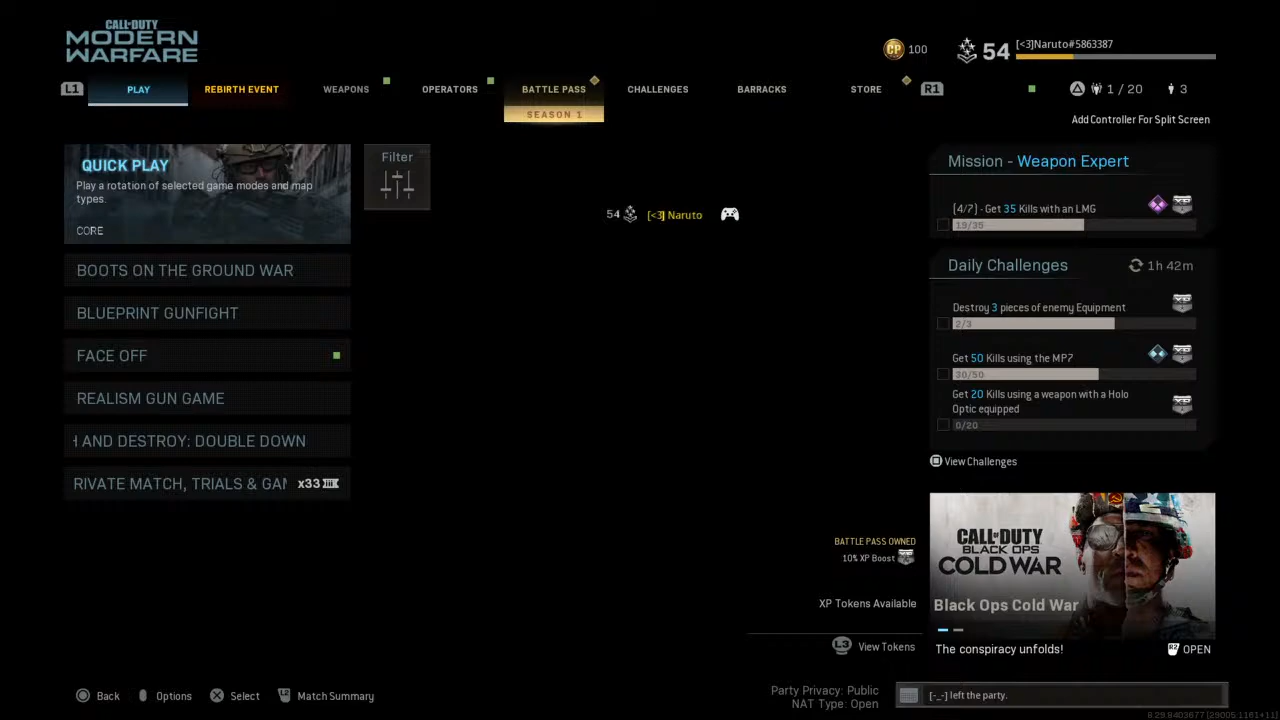 CALL OF DUTY
MODERN
WARFARE
CP 100
54 [<3]Naruto#5863387
L1 PLAY REBIRTH EVENT WEAPONS OPERATORS BATTLE PASS CHALLENGES BARRACKS STORE R1 1 / 20 3
SEASON 1
Add Controller For Split Screen
QUICK PLAY
Play a rotation of selected game modes and map
types.
CORE
Filter
BOOTS ON THE GROUND WAR
BLUEPRINT GUNFIGHT
FACE OFF
REALISM GUN GAME
H AND DESTROY: DOUBLE DOWN
RIVATE MATCH, TRIALS & GAM x33
54 [<3] Naruto
Mission - Weapon Expert
[4/7] - Get 35 Kills with an LMG
19/35
Daily Challenges 1h 42m
Destroy 3 pieces of enemy Equipment
2/3
Get 50 Kills using the MP7
30/50
Get 20 Kills using a weapon with a Holo
Optic equipped
0/20
View Challenges
BATTLE PASS OWNED
10% XP Boost
XP Tokens Available
L3 View Tokens
CALL OF DUTY
BLACK OPS
COLD WAR
Black Ops Cold War
The conspiracy unfolds! R2 OPEN
Back Options Select L2 Match Summary
Party Privacy: Public
NAT Type: Open
[-_-] left the party.